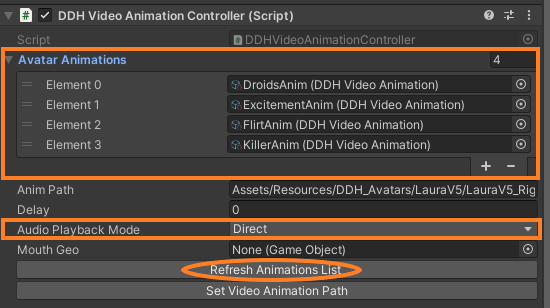 DDH Video Animation Controller (Script)
Script DDHVideoAnimationController
Avatar Animations 4
Element 0 DroidsAnim (DDH Video Animation)
Element 1 ExcitementAnim (DDH Video Animation)
Element 2 FlirtAnim (DDH Video Animation)
Element 3 KillerAnim (DDH Video Animation)
Anim Path Assets/Resources/DDH_Avatars/LauraV5/LauraV5_Rig
Delay 0
Audio Playback Mode Direct
Mouth Geo None (Game Object)
Refresh Animations List
Set Video Animation Path